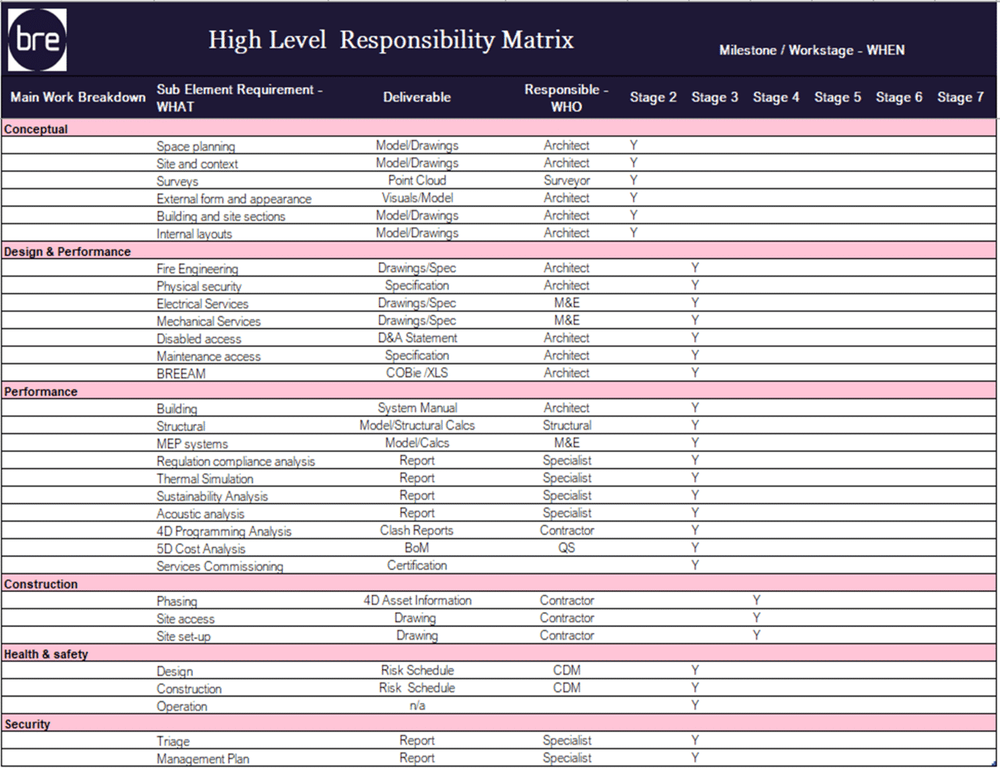 bre
High Level Responsibility Matrix
Milestone / Workstage - WHEN
Main Work Breakdown Sub Element Requirement - WHAT Deliverable Responsible - WHO Stage 2 Stage 3 Stage 4 Stage 5 Stage 6 Stage 7
Conceptual
Space planning Model/Drawings Architect Y
Site and context Model/Drawings Architect Y
Surveys Point Cloud Surveyor Y
External form and appearance Visuals/Model Architect Y
Building and site sections Model/Drawings Architect Y
Internal layouts Model/Drawings Architect Y
Design & Performance
Fire Engineering Drawings/Spec Architect Y
Physical security Specification Architect Y
Electrical Services Drawings/Spec M&E Y
Mechanical Services Drawings/Spec M&E Y
Disabled access D&A Statement Architect Y
Maintenance access Specification Architect Y
BREEAM COBie /XLS Architect Y
Performance
Building System Manual Architect Y
Structural Model/Structural Calcs Structural Y
MEP systems Model/Calcs M&E Y
Regulation compliance analysis Report Specialist Y
Thermal Simulation Report Specialist Y
Sustainability Analysis Report Specialist Y
Acoustic analysis Report Specialist Y
4D Programming Analysis Clash Reports Contractor Y
5D Cost Analysis BoM QS Y
Services Commissioning Certification Y
Construction
Phasing 4D Asset Information Contractor Y
Site access Drawing Contractor Y
Site set-up Drawing Contractor Y
Health & safety
Design Risk Schedule CDM Y
Construction Risk Schedule CDM Y
Operation n/a Y
Security
Triage Report Specialist Y
Management Plan Report Specialist Y